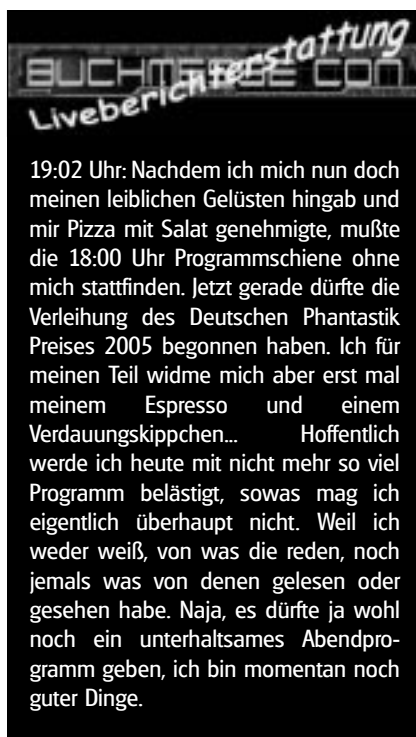 BUCHMESSE COM
Liveberichterstattung
19:02 Uhr: Nachdem ich mich nun doch
meinen leiblichen Gelüsten hingab und
mir Pizza mit Salat genehmigte, mußte
die 18:00 Uhr Programmschiene ohne
mich stattfinden. Jetzt gerade dürfte die
Verleihung des Deutschen Phantastik
Preises 2005 begonnen haben. Ich für
meinen Teil widme mich aber erst mal
meinem Espresso und einem
Verdauungskippchen... Hoffentlich
werde ich heute mit nicht mehr so viel
Programm belästigt, sowas mag ich
eigentlich überhaupt nicht. Weil ich
weder weiß, von was die reden, noch
jemals was von denen gelesen oder
gesehen habe. Naja, es dürfte ja wohl
noch ein unterhaltsames Abendpro-
gramm geben, ich bin momentan noch
guter Dinge.